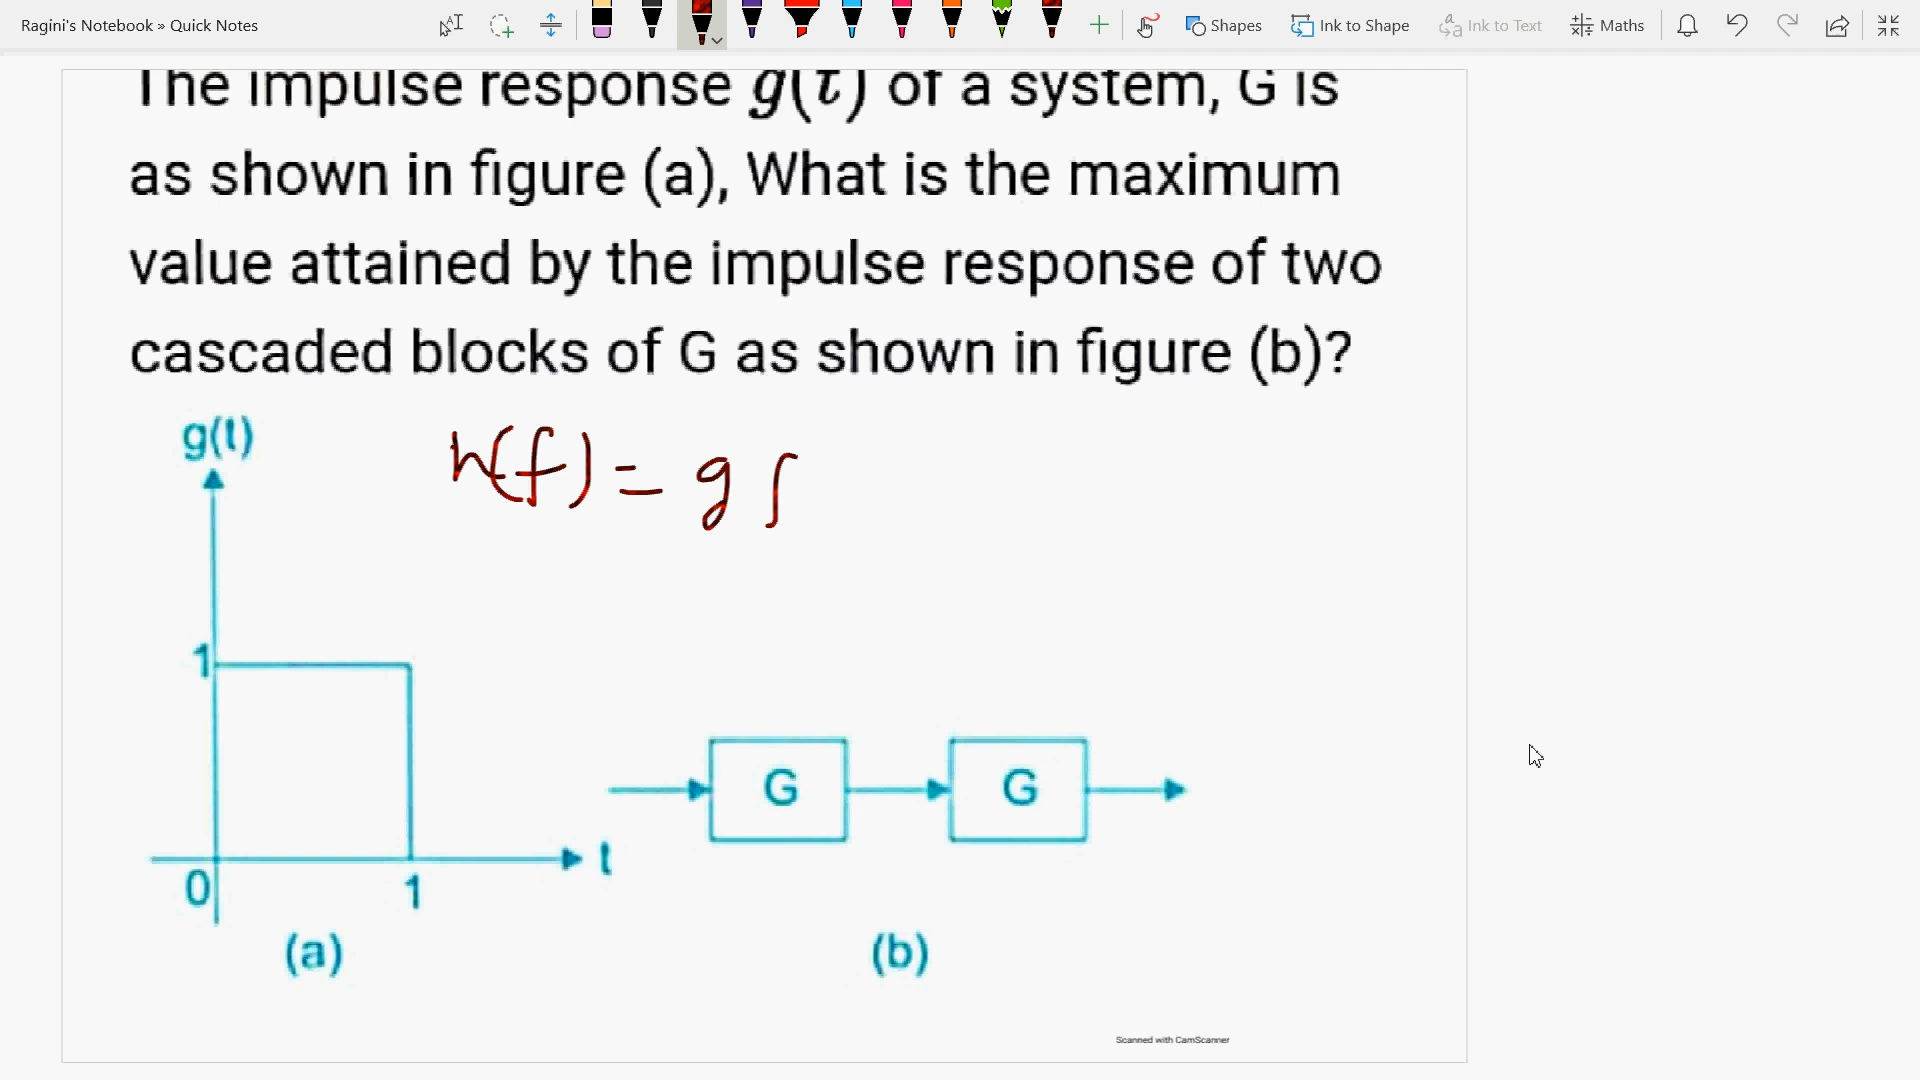 Ragini's Notebook » Quick Notes
Shapes
Ink to Shape
Ink to Text
Maths
The impulse response g(t) of a system, G is
as shown in figure (a), What is the maximum
value attained by the impulse response of two
cascaded blocks of G as shown in figure (b)?
g(t)
h(f) = g
1
G
G
t
0
1
(a)
(b)
Scanned with CamScanner